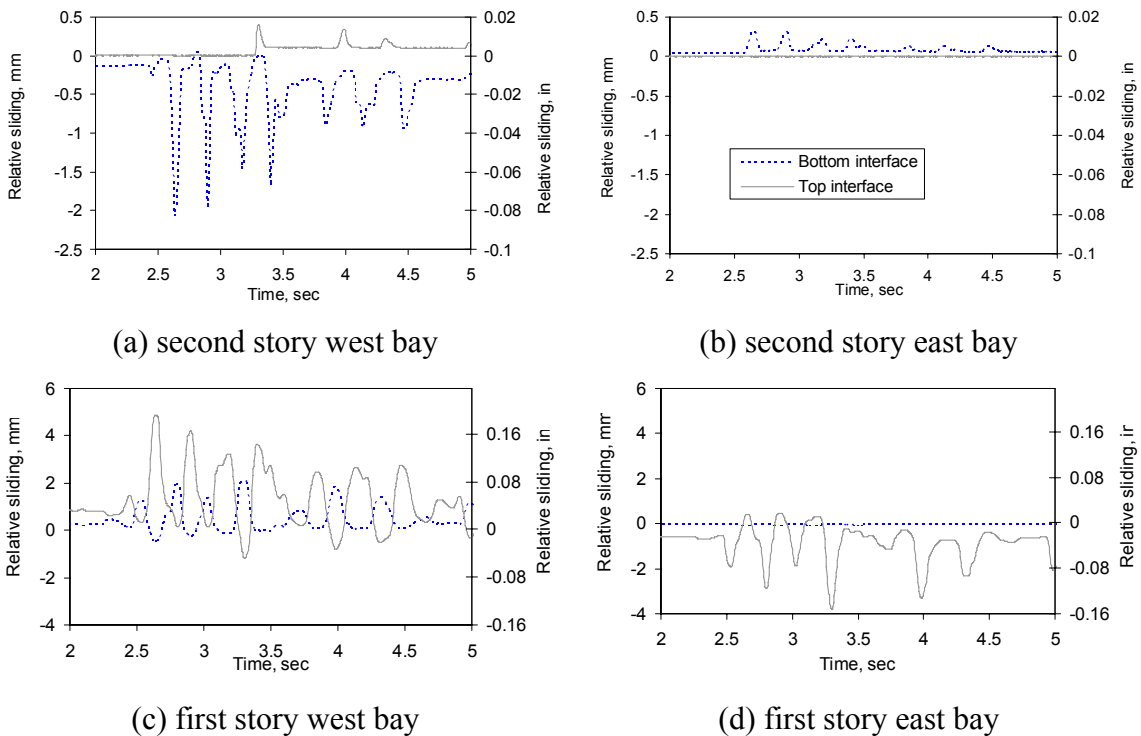 0.5
0
-0.5
-1
-1.5
-2
-2.5
Relative sliding, mm
0.02
0
-0.02
-0.04
-0.06
-0.08
-0.1
Relative sliding, in
2 2.5 3 3.5 4 4.5 5
Time, sec
(a) second story west bay
0.5
0
-0.5
-1
-1.5
-2
-2.5
Relative sliding, mm
Bottom interface
Top interface
0.02
0
-0.02
-0.04
-0.06
-0.08
-0.1
Relative sliding, in
2 2.5 3 3.5 4 4.5 5
Time, sec
(b) second story east bay
6
4
2
0
-2
-4
Relative sliding, mm
0.16
0.08
0
-0.08
-0.16
Relative sliding, in
2 2.5 3 3.5 4 4.5 5
Time, sec
(c) first story west bay
6
4
2
0
-2
-4
Relative sliding, mm
0.16
0.08
0
-0.08
-0.16
Relative sliding, in
2 2.5 3 3.5 4 4.5 5
Time, sec
(d) first story east bay